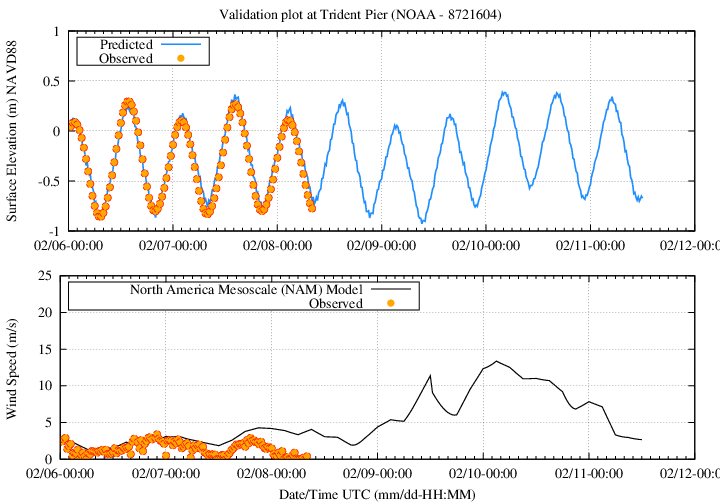 Validation plot at Trident Pier (NOAA - 8721604)
Surface Elevation (m) NAVD88
1
0.5
0
-0.5
-1
Predicted
Observed
02/06-00:00 02/07-00:00 02/08-00:00 02/09-00:00 02/10-00:00 02/11-00:00 02/12-00:00
Wind Speed (m/s)
25
20
15
10
5
0
North America Mesoscale (NAM) Model
Observed
02/06-00:00 02/07-00:00 02/08-00:00 02/09-00:00 02/10-00:00 02/11-00:00 02/12-00:00
Date/Time UTC (mm/dd-HH:MM)